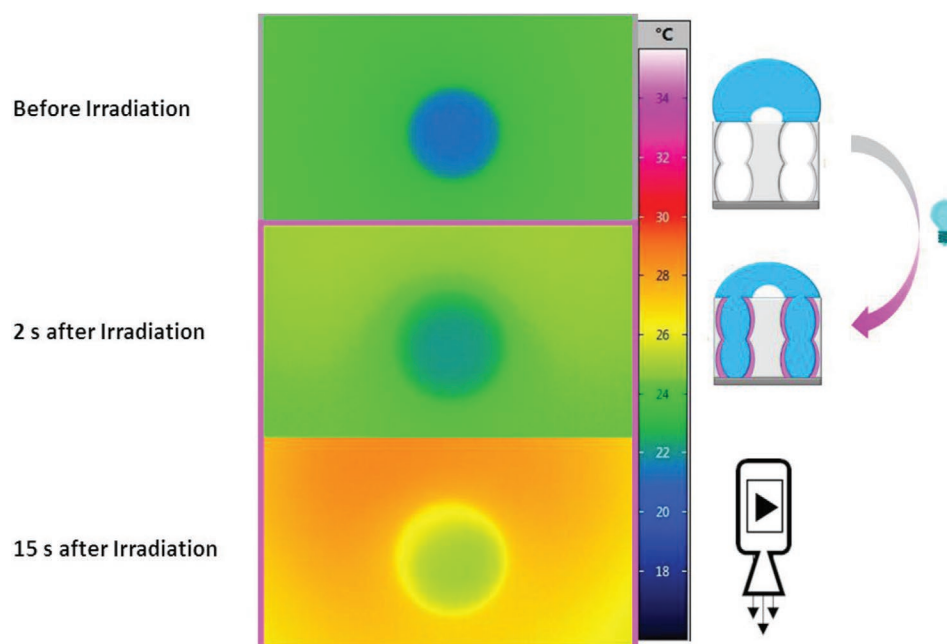 °C
Before Irradiation
34
32
30
28
2 s after Irradiation
26
24
22
20
15 s after Irradiation
18